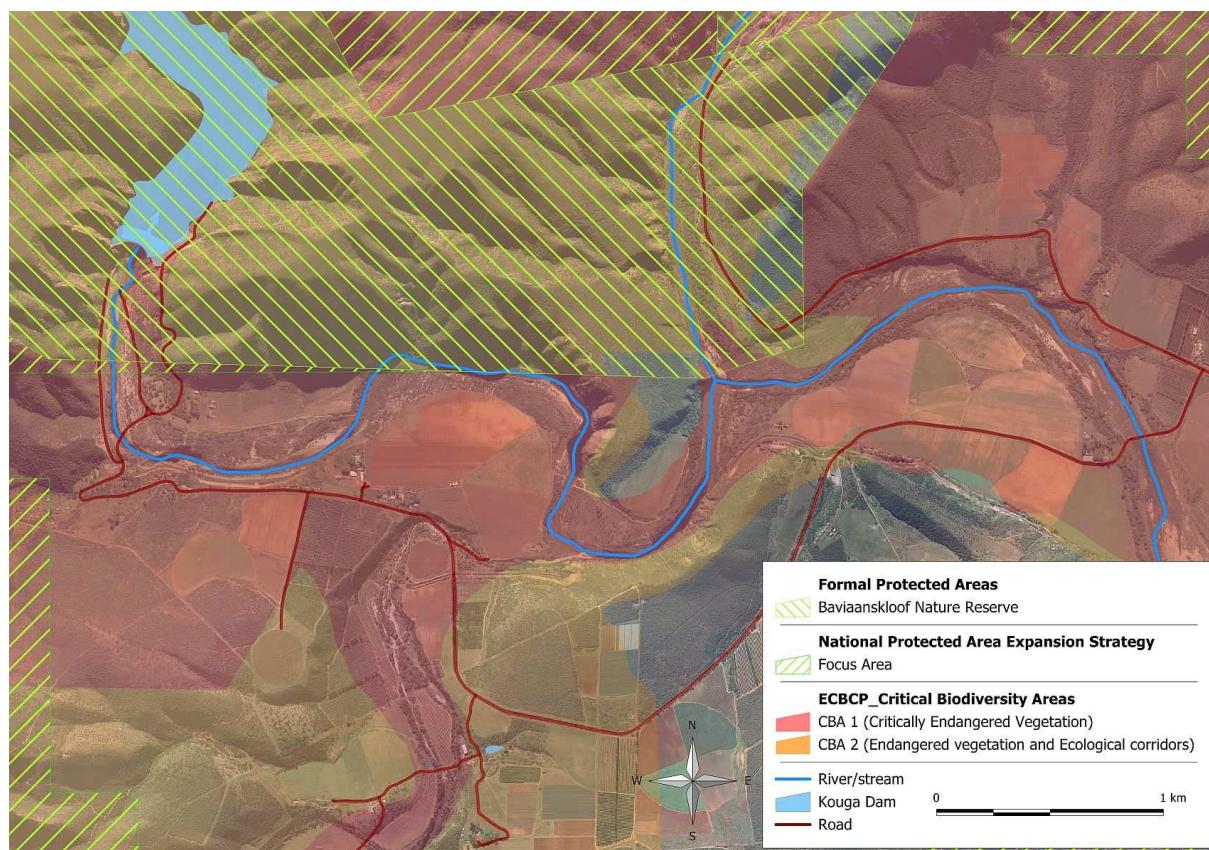 N
W
E
S
Formal Protected Areas
Baviaanskloof Nature Reserve
National Protected Area Expansion Strategy
Focus Area
ECBCP_Critical Biodiversity Areas
CBA 1 (Critically Endangered Vegetation)
CBA 2 (Endangered vegetation and Ecological corridors)
River/stream
Kouga Dam
Road
0
1 km